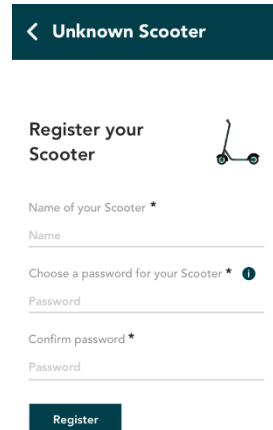 Unknown Scooter
Register your
Scooter
Name of your Scooter *
Name
Choose a password for your Scooter * i
Password
Confirm password *
Password
Register